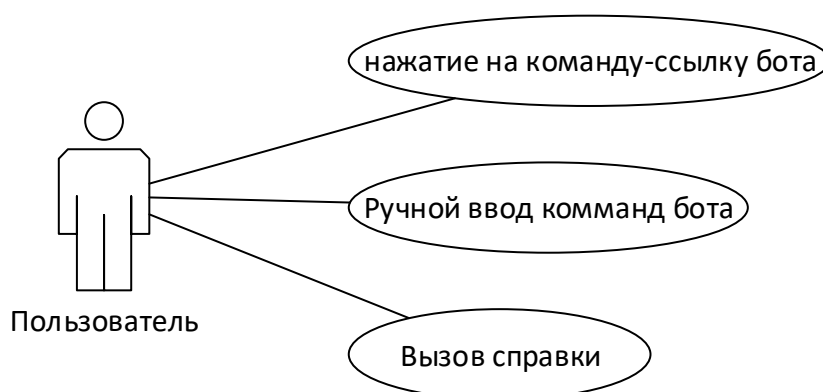 нажатие на команду-ссылку бота
Ручной ввод комманд бота
Пользователь
Вызов справки